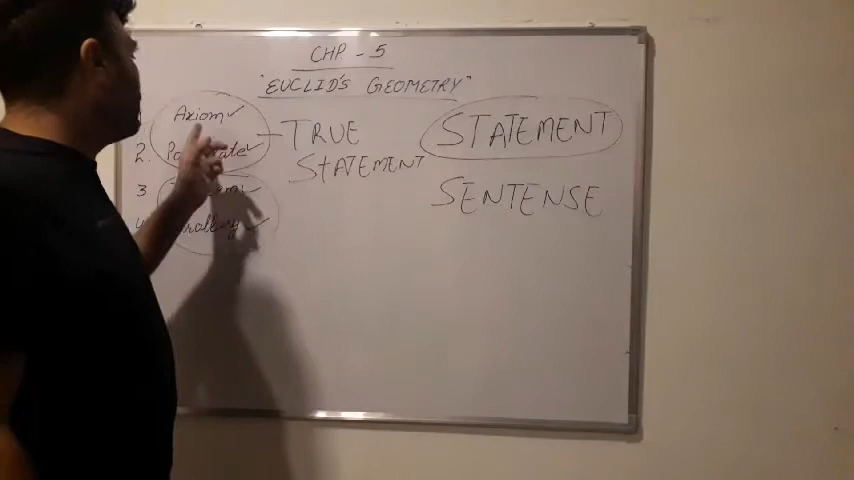 CHP - 5
"EUCLID'S GEOMETRY"
Axiom ✓
2.
3.
TRUE
STATEMENT
STATEMENT
SENTENSE